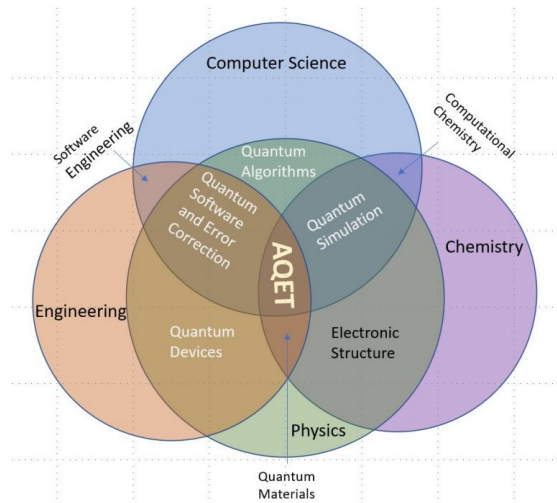 Computer Science
Software
Engineering
Computational
Chemistry
Quantum
Algorithms
Quantum
Software
and Error
Correction
Quantum
Simulation
AQET
Chemistry
Engineering
Quantum
Devices
Electronic
Structure
Physics
Quantum
Materials